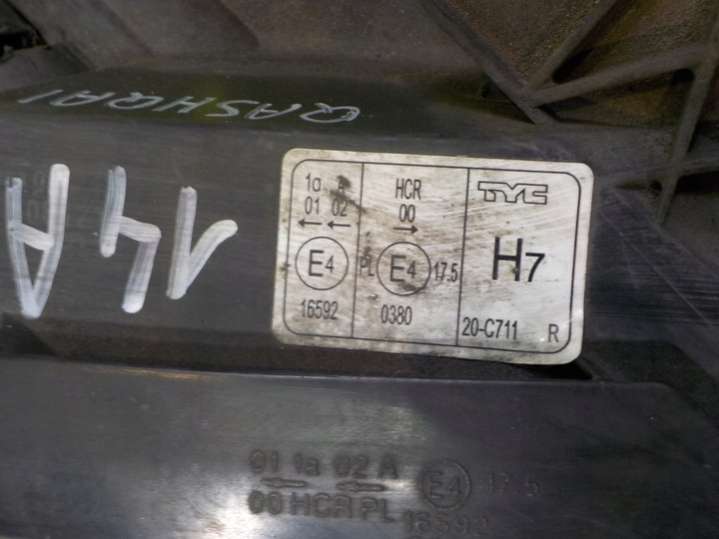 QASHQAI
14A
1a A
01 02
← ←
E4
16592
HCR
00
→
PL E4 17.5
0380
TYC
H7
20-C711 R
01 1a 02 A
← ←
00 HCR PL E4 17.5
16592